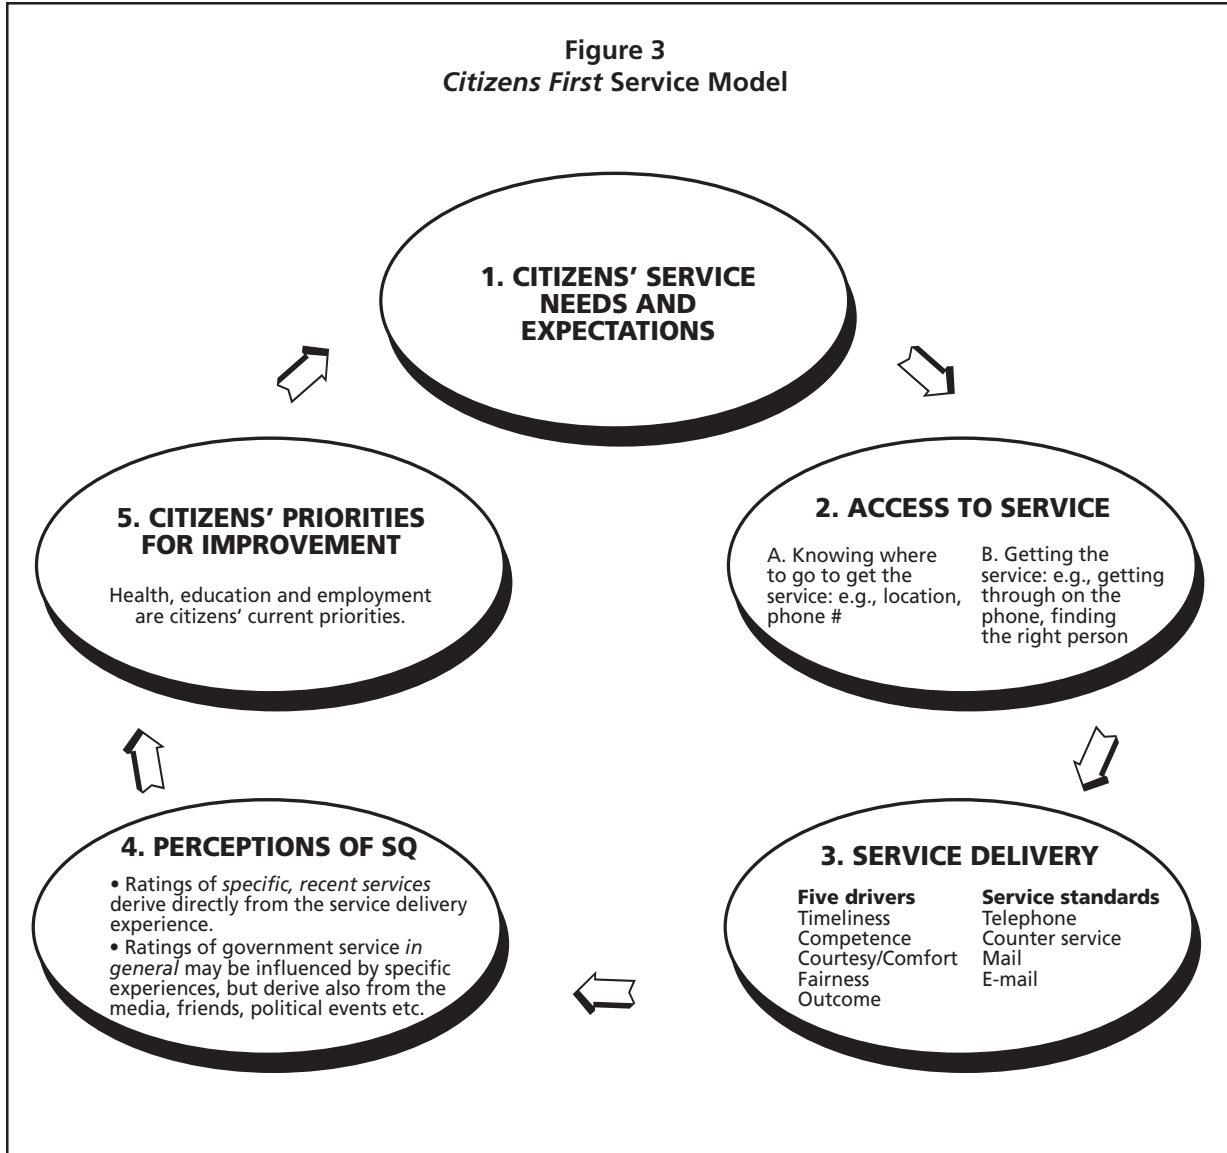 Figure 3
Citizens First Service Model
1. CITIZENS’ SERVICE
NEEDS AND
EXPECTATIONS
2. ACCESS TO SERVICE
A. Knowing where
to go to get the
service: e.g., location,
phone #
B. Getting the
service: e.g., getting
through on the
phone, finding
the right person
3. SERVICE DELIVERY
Five drivers
Timeliness
Competence
Courtesy/Comfort
Fairness
Outcome
Service standards
Telephone
Counter service
Mail
E-mail
4. PERCEPTIONS OF SQ
• Ratings of specific, recent services
derive directly from the service delivery
experience.
• Ratings of government service in
general may be influenced by specific
experiences, but derive also from the
media, friends, political events etc.
5. CITIZENS’ PRIORITIES
FOR IMPROVEMENT
Health, education and employment
are citizens’ current priorities.